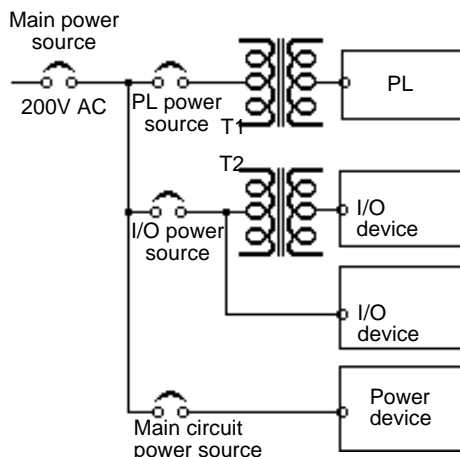 Main power
source
200V AC
PL power
source
T1
PL
T2
I/O power
source
I/O
device
I/O
device
Main circuit
power source
Power
device